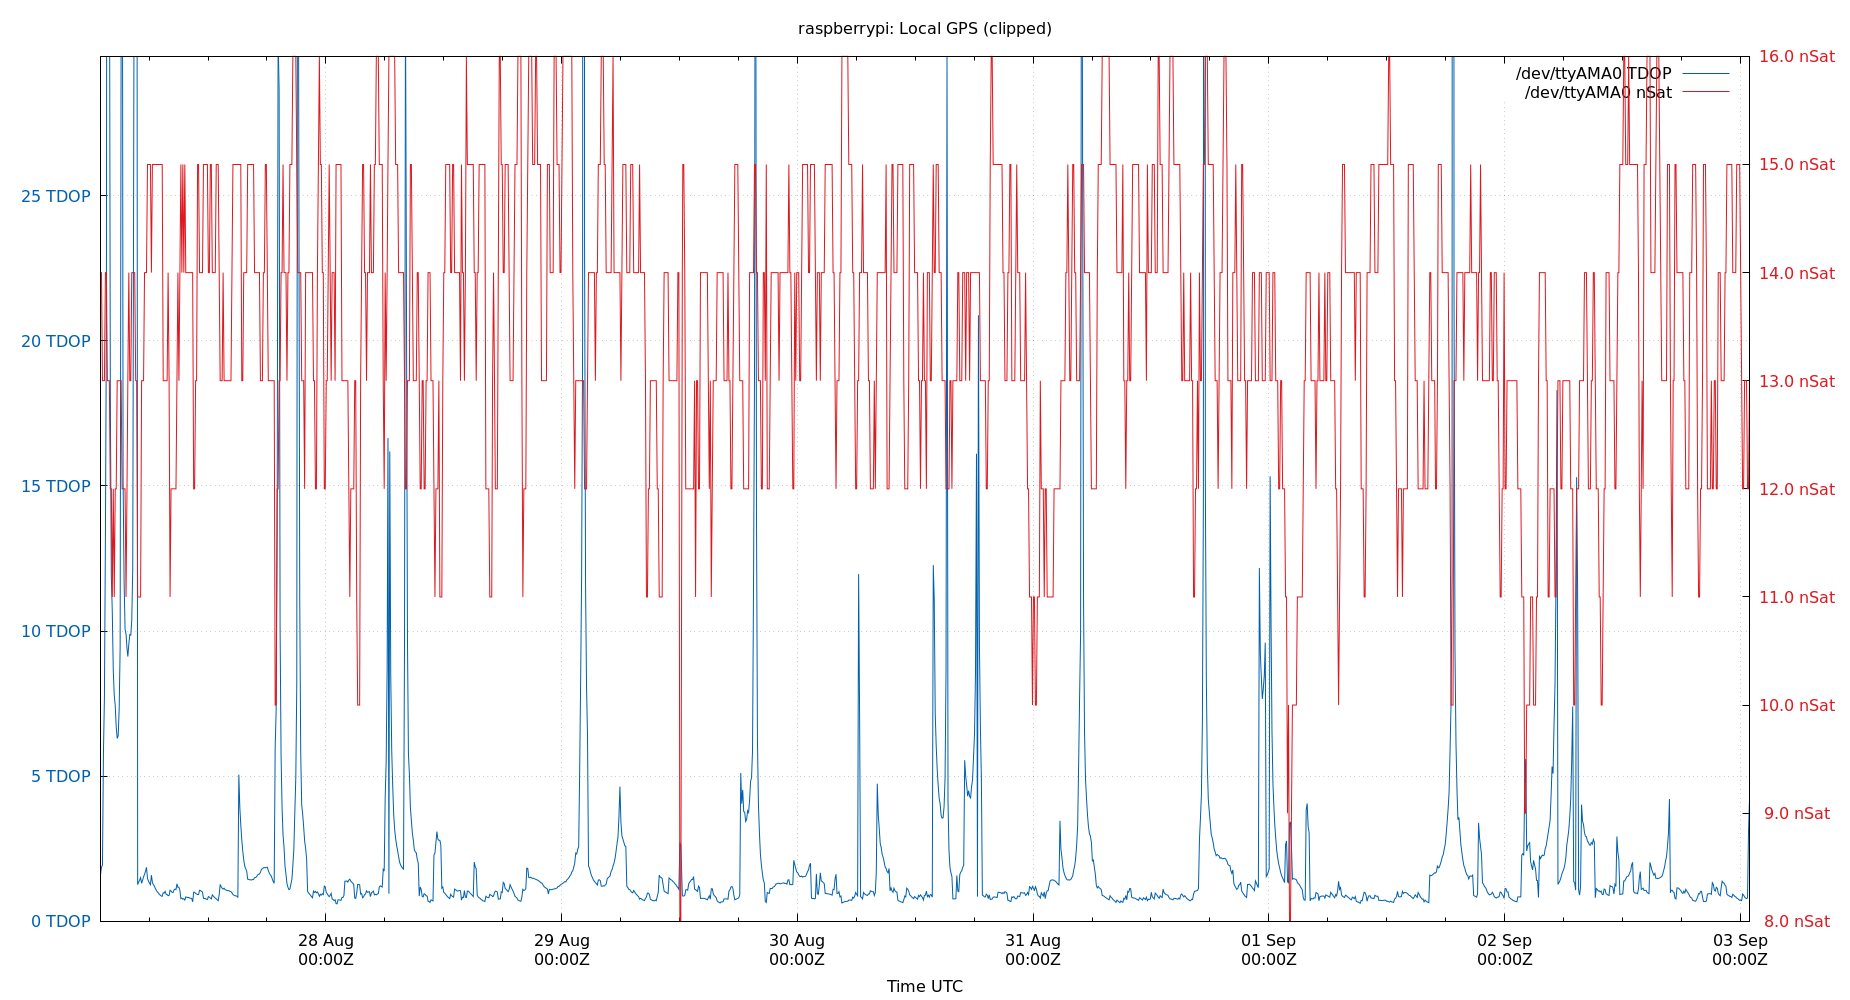 raspberrypi: Local GPS (clipped)
16.0 nSat
/dev/ttyAMA0 TDOP
/dev/ttyAMA0 nSat
15.0 nSat
25 TDOP
14.0 nSat
20 TDOP
13.0 nSat
15 TDOP
12.0 nSat
11.0 nSat
10 TDOP
10.0 nSat
5 TDOP
9.0 nSat
0 TDOP
8.0 nSat
28 Aug 29 Aug 30 Aug 31 Aug 01 Sep 02 Sep 03 Sep
00:00Z 00:00Z 00:00Z 00:00Z 00:00Z 00:00Z 00:00Z
Time UTC